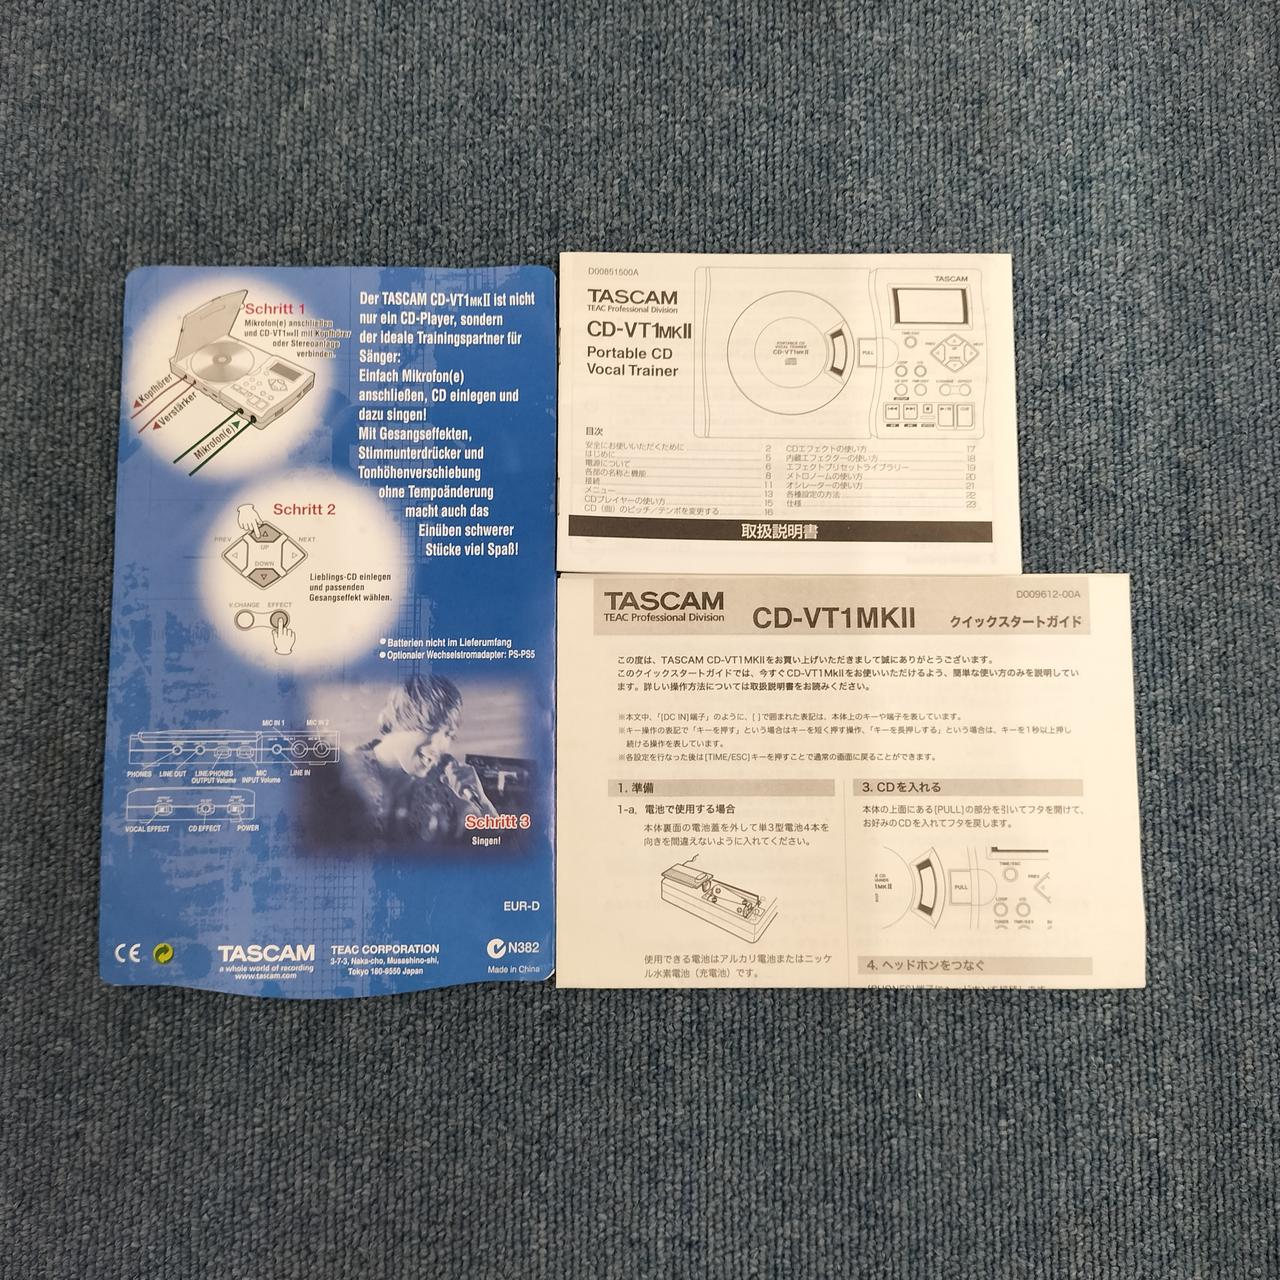 Schritt 1
Mikrofon(e) anschließen
und CD-VT1MKII mit Kopfhörer
oder Stereoanlage
verbinden.
Kopfhörer
Verstärker
Mikrofon(e)
Der TASCAM CD-VT1MKII ist nicht
nur ein CD-Player, sondern
der ideale Trainingspartner für
Sänger:
Einfach Mikrofon(e)
anschließen, CD einlegen und
dazu singen!
Mit Gesangseffekten,
Stimmunterdrücker und
Tonhöhenverschiebung
ohne Tempoänderung
macht auch das
Einüben schwerer
Stücke viel Spaß!
Schritt 2
PREV
UP
NEXT
DOWN
V.CHANGE EFFECT
Lieblings-CD einlegen
und passenden
Gesangseffekt wählen.
● Batterien nicht im Lieferumfang
● Optionaler Wechselstromadapter: PS-PS5
MIC IN 1 MIC IN 2
PHONES LINE OUT LINE/PHONES OUTPUT Volume MIC INPUT Volume LINE IN
VOCAL EFFECT CD EFFECT POWER
Schritt 3
Singen!
EUR-D
CE
TASCAM
a whole world of recording
www.tascam.com
TEAC CORPORATION
3-7-3, Naka-cho, Musashino-shi,
Tokyo 180-8550 Japan
N382
Made in China
D00851500A
TASCAM
TEAC Professional Division
CD-VT1MKII
Portable CD
Vocal Trainer
TASCAM
PORTABLE CD
VOCAL TRAINER
CD-VT1MKII
PULL
TIME/ESC
PREV
UP
NEXT
DOWN
LOOP
I/O
V.CHANGE EFFECT
目次
安全にお使いいただくために 2
はじめに 5
電源について 6
各部の名称と機能 8
接続 11
メニュー 13
CDプレイヤーの使い方 15
CD（曲）のピッチ／テンポを変更する 16
CDエフェクトの使い方 17
内蔵エフェクターの使い方 18
エフェクトプリセットライブラリー 19
メトロノームの使い方 20
オシレーターの使い方 21
各種設定の方法 22
仕様 23
取扱説明書
TASCAM
TEAC Professional Division
CD-VT1MKII
クイックスタートガイド
D009612-00A
この度は、TASCAM CD-VT1MKIIをお買い上げいただきまして誠にありがとうございます。
このクイックスタートガイドでは、今すぐCD-VT1MkIIをお使いいただけるよう、簡単な使い方のみを説明してい
ます。詳しい操作方法については取扱説明書をお読みください。
※本文中、「[DC IN]端子」のように、[ ]で囲まれた表記は、本体上のキーや端子を表しています。
※キー操作の表記で「キーを押す」という場合はキーを短く押す操作、「キーを長押しする」という場合は、キーを1秒以上押し
続ける操作を表しています。
※各設定を行なった後は[TIME/ESC]キーを押すことで通常の画面に戻ることができます。
1. 準備
1-a. 電池で使用する場合
本体裏面の電池蓋を外して単3型電池4本を
向きを間違えないように入れてください。
使用できる電池はアルカリ電池またはニッケ
ル水素電池（充電池）です。
3. CDを入れる
本体の上面にある[PULL]の部分を引いてフタを開けて、
お好みのCDを入れてフタを戻します。
PULL
TIME/ESC
PREV
LOOP
I/O
TUNER
TMP/KEY
4. ヘッドホンをつなぐ